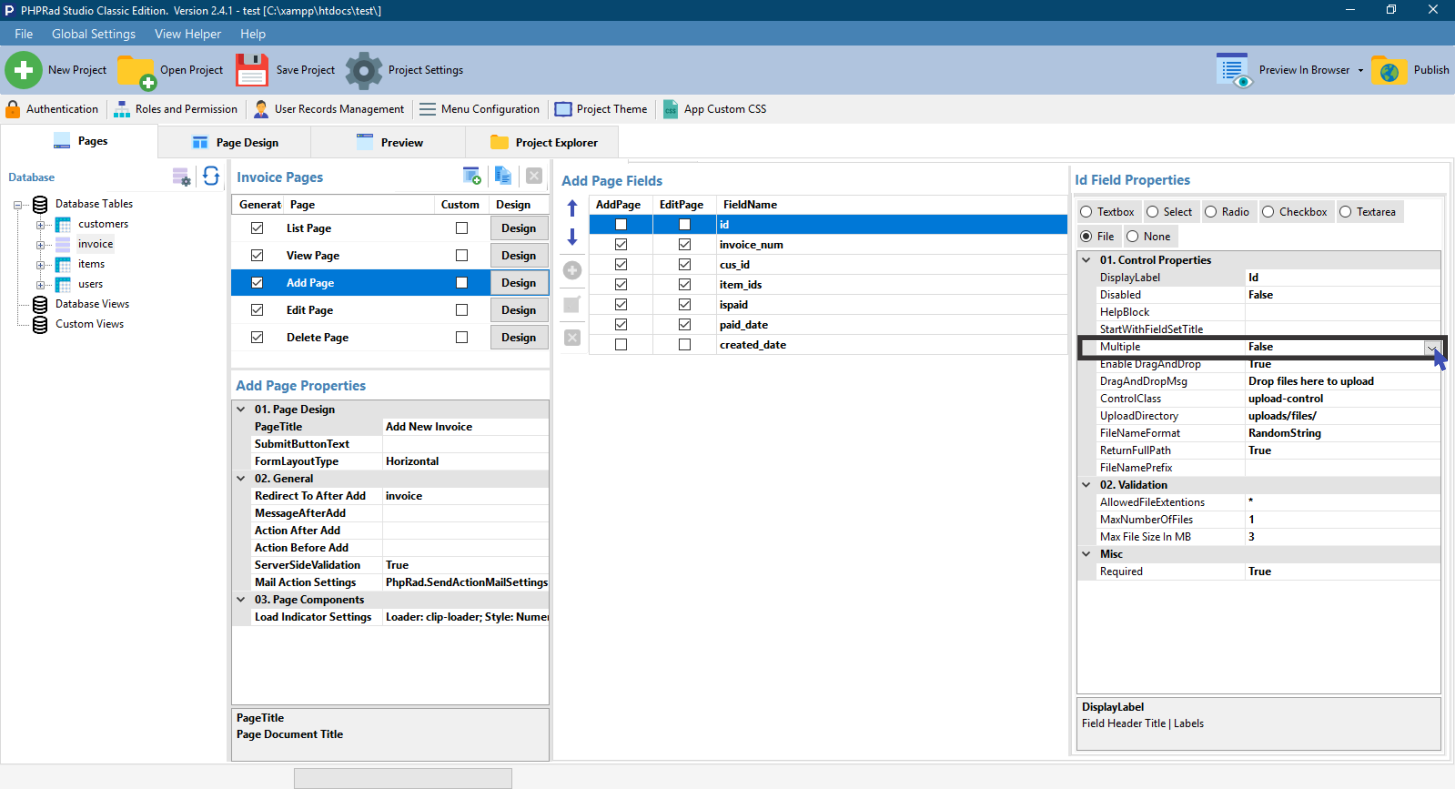 PHPRad Studio Classic Edition. Version 2.4.1 - test [C:\xampp\htdocs\test\]
File Global Settings View Helper Help
New Project Open Project Save Project Project Settings Preview In Browser Publish
Authentication Roles and Permission User Records Management Menu Configuration Project Theme App Custom CSS
Pages Page Design Preview Project Explorer
Database
Database Tables
customers
invoice
items
users
Database Views
Custom Views
Invoice Pages
Generat Page Custom Design
List Page Design
View Page Design
Add Page Design
Edit Page Design
Delete Page Design
Add Page Properties
01. Page Design
PageTitle Add New Invoice
SubmitButtonText
FormLayoutType Horizontal
02. General
Redirect To After Add invoice
MessageAfterAdd
Action After Add
Action Before Add
ServerSideValidation True
Mail Action Settings PhpRad.SendActionMailSettings
03. Page Components
Load Indicator Settings Loader: clip-loader; Style: Numer
PageTitle
Page Document Title
Add Page Fields
AddPage EditPage FieldName
id
invoice_num
cus_id
item_ids
ispaid
paid_date
created_date
Id Field Properties
Textbox Select Radio Checkbox Textarea
File None
01. Control Properties
DisplayLabel Id
Disabled False
HelpBlock
StartWithFieldSetTitle
Multiple False
Enable DragAndDrop True
DragAndDropMsg Drop files here to upload
ControlClass upload-control
UploadDirectory uploads/files/
FileNameFormat RandomString
ReturnFullPath True
FileNamePrefix
02. Validation
AllowedFileExtentions *
MaxNumberOfFiles 1
Max File Size In MB 3
Misc
Required True
DisplayLabel
Field Header Title | Labels